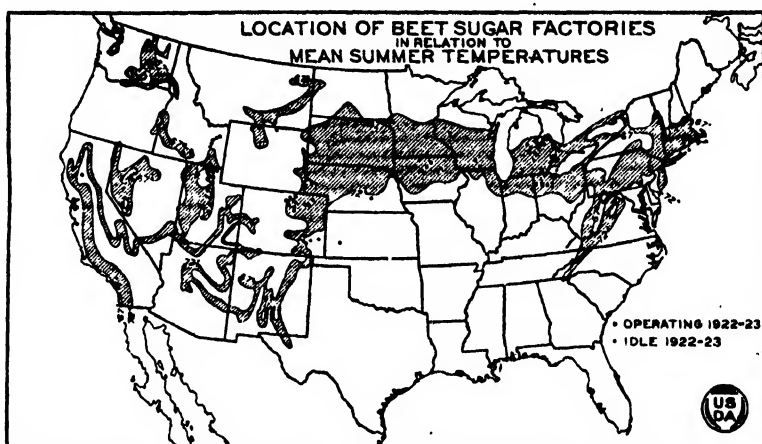 LOCATION OF BEET SUGAR FACTORIES
IN RELATION TO
MEAN SUMMER TEMPERATURES
• OPERATING 1922-23
• IDLE 1922-23
US
DA